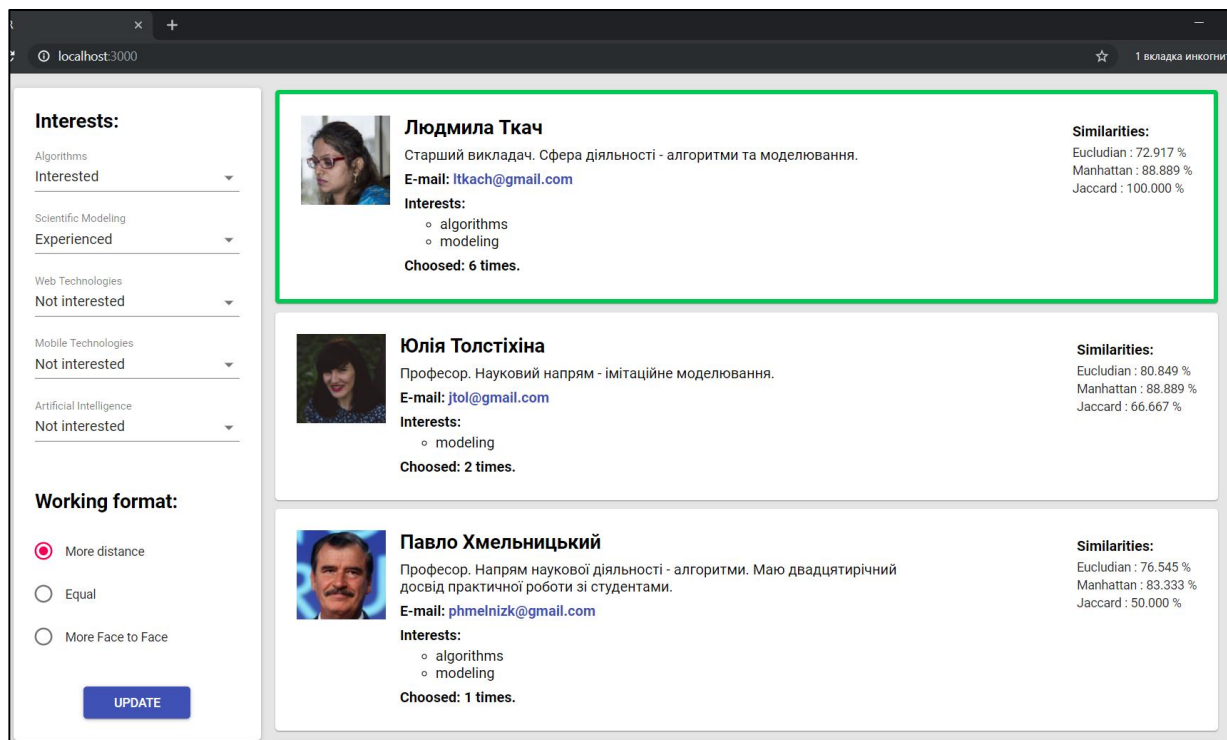 localhost:3000
1 вкладка инкогни
Interests:
Algorithms
Interested
Scientific Modeling
Experienced
Web Technologies
Not interested
Mobile Technologies
Not interested
Artificial Intelligence
Not interested
Working format:
More distance
Equal
More Face to Face
UPDATE
Людмила Ткач
Старший викладач. Сфера діяльності - алгоритми та моделювання.
E-mail: ltkach@gmail.com
Interests:
algorithms
modeling
Choosed: 6 times.
Similarities:
Eucludian : 72.917 %
Manhattan : 88.889 %
Jaccard : 100.000 %
Юлія Толстіхіна
Професор. Науковий напрям - імітаційне моделювання.
E-mail: jtol@gmail.com
Interests:
modeling
Choosed: 2 times.
Similarities:
Eucludian : 80.849 %
Manhattan : 88.889 %
Jaccard : 66.667 %
Павло Хмельницький
Професор. Напрям наукової діяльності - алгоритми. Маю двадцятирічний
досвід практичної роботи зі студентами.
E-mail: phmelnizk@gmail.com
Interests:
algorithms
modeling
Choosed: 1 times.
Similarities:
Eucludian : 76.545 %
Manhattan : 83.333 %
Jaccard : 50.000 %